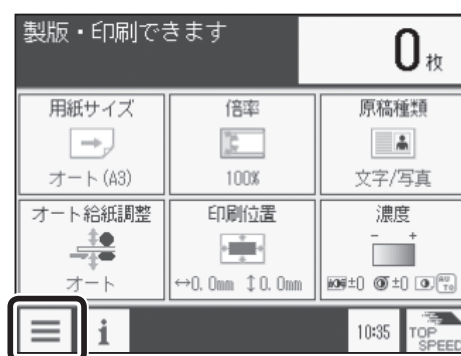 製版・印刷できます
0枚
用紙サイズ
オート(A3)
倍率
100%
原稿種類
文字/写真
オート給紙調整
オート
印刷位置
↔0.0mm ↕0.0mm
濃度
- +
±0 ±0 AUTO
i
10:35
TOP SPEED